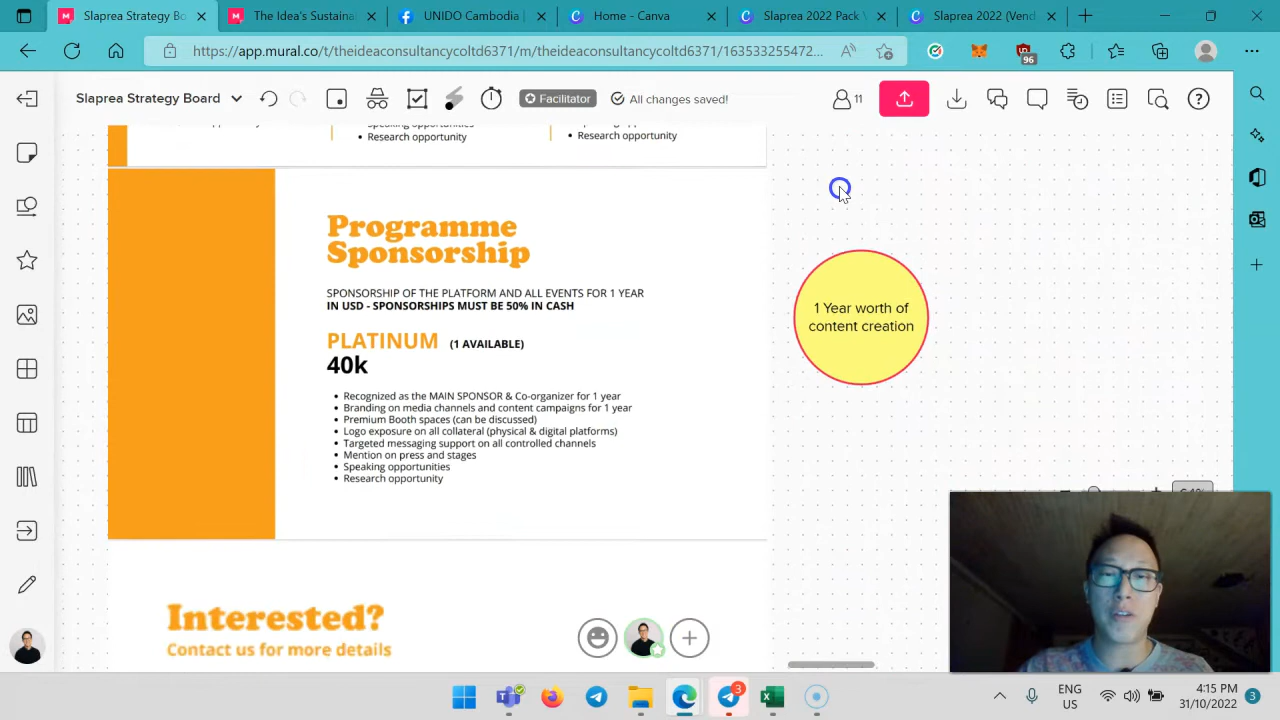 Slaprea Strategy Board
The Idea's Sustaina
UNIDO Cambodia
Home - Canva
Slaprea 2022 Pack
Slaprea 2022 (Vend
https://app.mural.co/t/theideaconsultancycoltd6371/m/theideaconsultancycoltd6371/163533255472...
96
Slaprea Strategy Board
Facilitator
All changes saved!
11
Research opportunity
Research opportunity
Programme
Sponsorship
SPONSORSHIP OF THE PLATFORM AND ALL EVENTS FOR 1 YEAR
IN USD - SPONSORSHIPS MUST BE 50% IN CASH
PLATINUM (1 AVAILABLE)
40k
Recognized as the MAIN SPONSOR & Co-organizer for 1 year
Branding on media channels and content campaigns for 1 year
Premium Booth spaces (can be discussed)
Logo exposure on all collateral (physical & digital platforms)
Targeted messaging support on all controlled channels
Mention on press and stages
Speaking opportunities
Research opportunity
1 Year worth of
content creation
Interested?
Contact us for more details
3
ENG
US
4:15 PM
31/10/2022
3